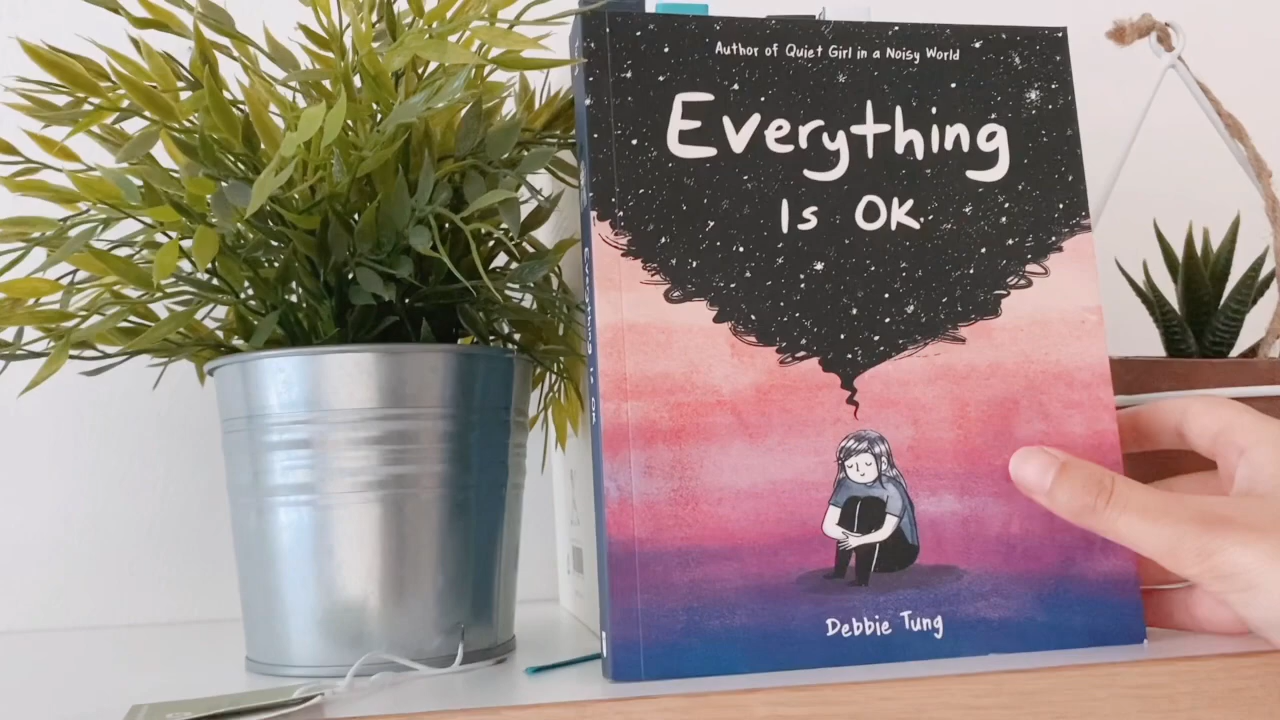 Author of Quiet Girl in a Noisy World
Everything
Is OK
Debbie Tung
Everything Is OK